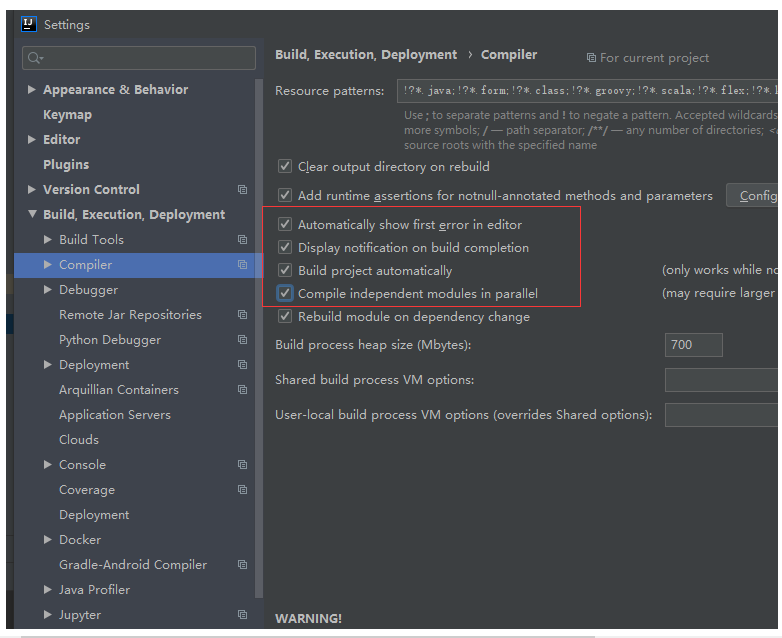 Settings
Appearance & Behavior
Keymap
Editor
Plugins
Version Control
Build, Execution, Deployment
Build Tools
Compiler
Debugger
Remote Jar Repositories
Python Debugger
Deployment
Arquillian Containers
Application Servers
Clouds
Console
Coverage
Deployment
Docker
Gradle-Android Compiler
Java Profiler
Jupyter
Build, Execution, Deployment › Compiler
For current project
Resource patterns: !?*.java;!?*.form;!?*.class;!?*.groovy;!?*.scala;!?*.flex;!?*.k
Use ; to separate patterns and ! to negate a pattern. Accepted wildcards
more symbols; / — path separator; /**/ — any number of directories; <
source roots with the specified name
Clear output directory on rebuild
Add runtime assertions for notnull-annotated methods and parameters Config
Automatically show first error in editor
Display notification on build completion
Build project automatically (only works while no
Compile independent modules in parallel (may require larger
Rebuild module on dependency change
Build process heap size (Mbytes): 700
Shared build process VM options:
User-local build process VM options (overrides Shared options):
WARNING!